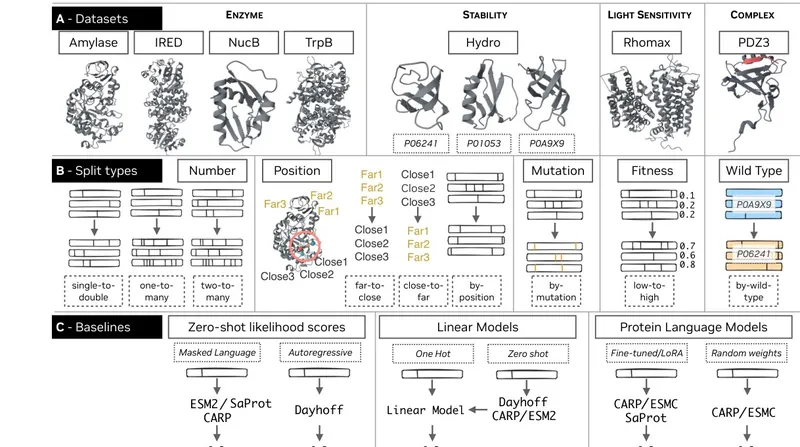 A - Datasets
ENZYME
STABILITY
LIGHT SENSITIVITY
COMPLEX
Amylase
IRED
NucB
TrpB
Hydro
Rhomax
PDZ3
P06241
P01053
P0A9X9
B - Split types
Number
Position
Mutation
Fitness
Wild Type
single-to-
double
one-to-
many
two-to-
many
Far3
Far2
Far1
Close1
Close2
Close3
Far1
Far2
Far3
Close1
Close2
Close3
far-to-
close
Close1
Close2
Close3
Far1
Far2
Far3
close-to-
far
by-
position
by-
mutation
0.1
0.2
0.2
0.7
0.6
0.8
low-to-
high
P0A9X9
P06241
by-wild-
type
C - Baselines
Zero-shot likelihood scores
Linear Models
Protein Language Models
Masked Language
Autoregressive
One Hot
Zero shot
Fine-tuned/LoRA
Random weights
ESM2/SaProt
CARP
Dayhoff
Linear Model
Dayhoff
CARP/ESM2
CARP/ESMC
SaProt
CARP/ESMC